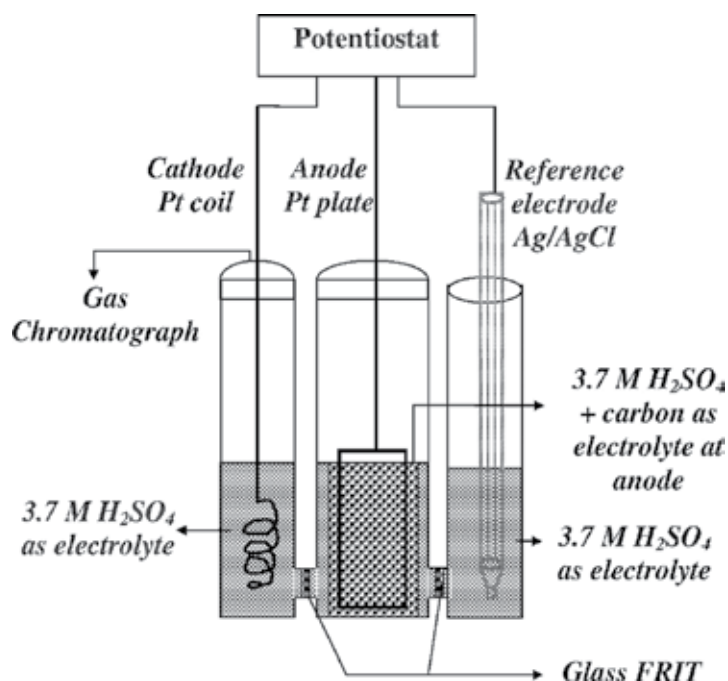 Potentiostat
Cathode
Pt coil
Anode
Pt plate
Reference
electrode
Ag/AgCl
Gas
Chromatograph
3.7 M H₂SO₄
+ carbon as
electrolyte at
anode
3.7 M H₂SO₄
as electrolyte
3.7 M H₂SO₄
as electrolyte
Glass FRIT